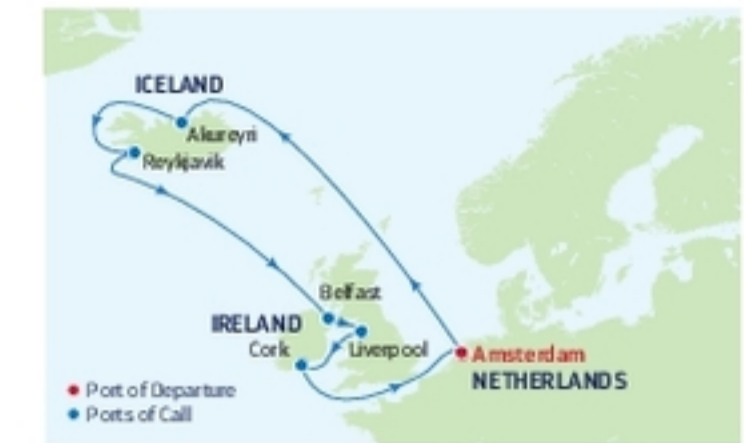 ICELAND
Akureyri
Reykjavik
Belfast
IRELAND
Cork
Liverpool
Amsterdam
NETHERLANDS
Port of Departure
Ports of Call